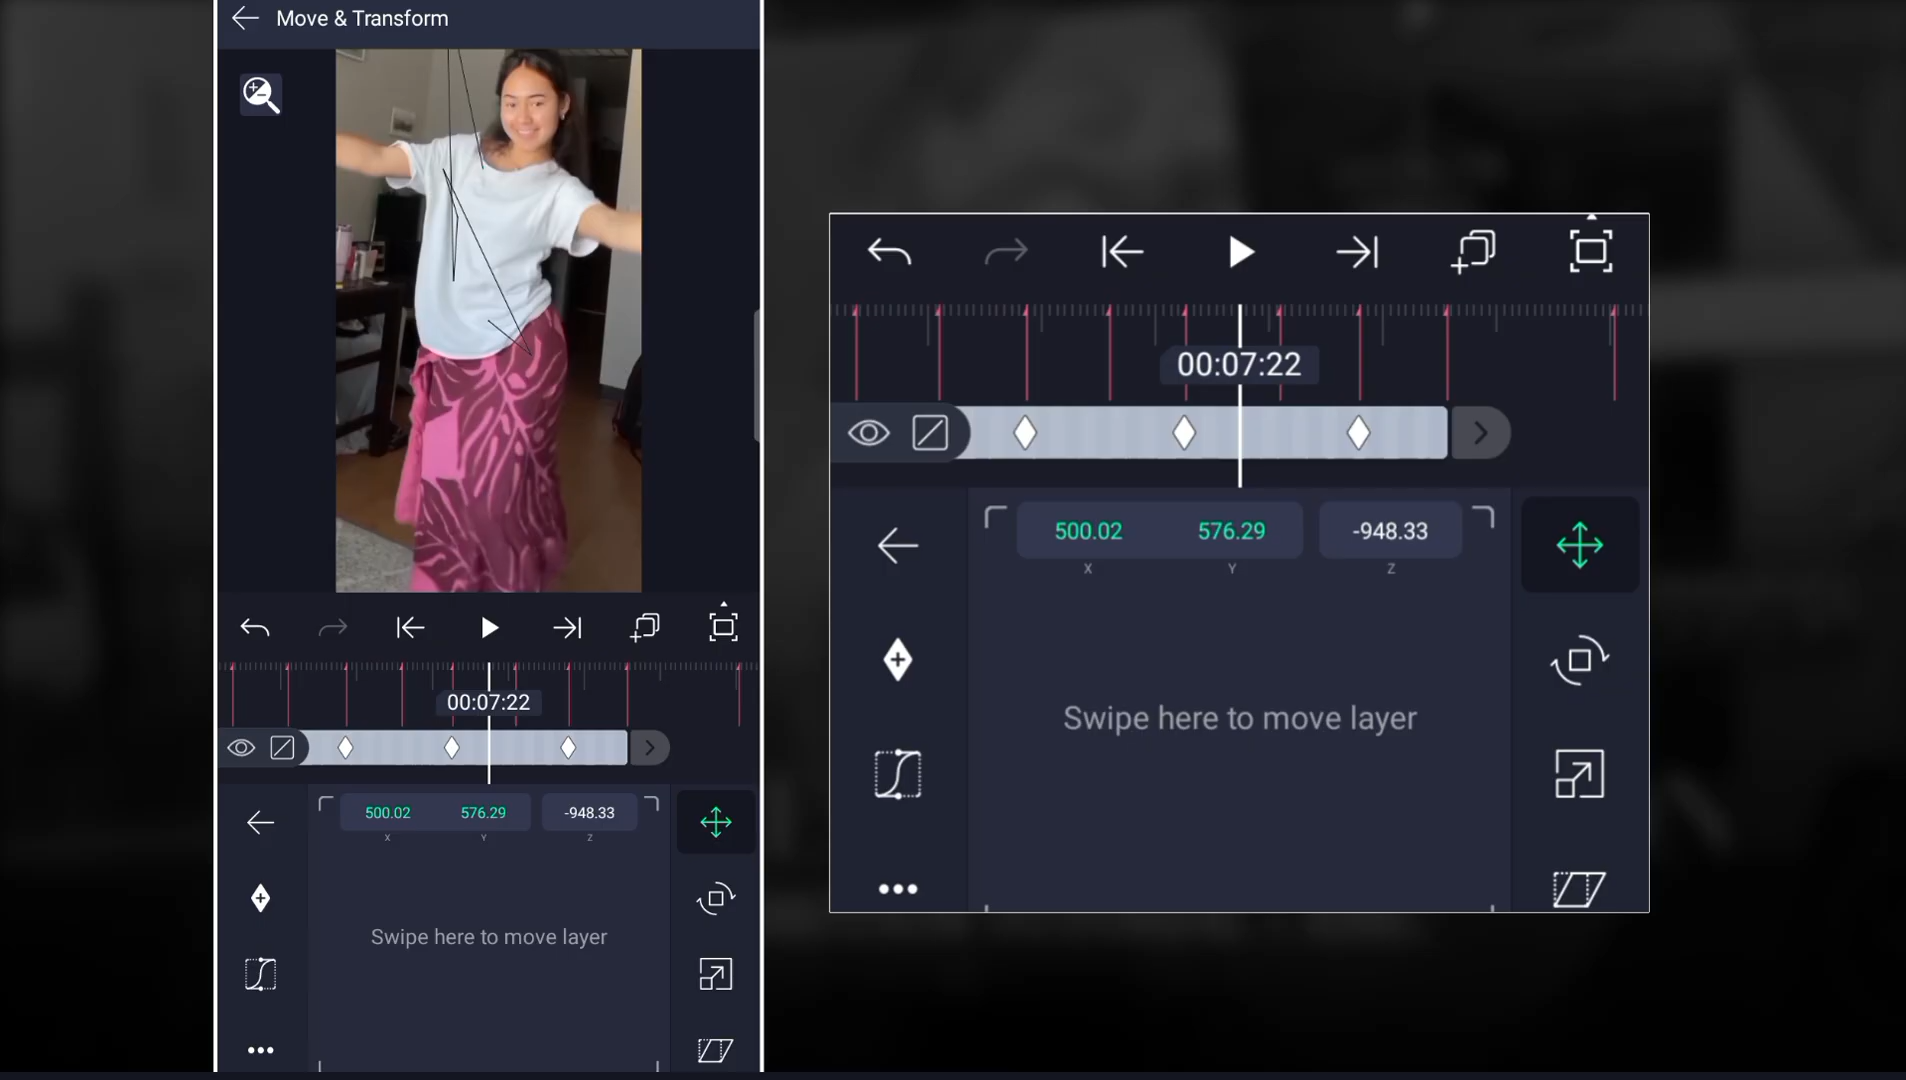 Move & Transform
00:07:22
500.02 576.29 -948.33
X Y Z
Swipe here to move layer
00:07:22
500.02 576.29 -948.33
X Y Z
Swipe here to move layer